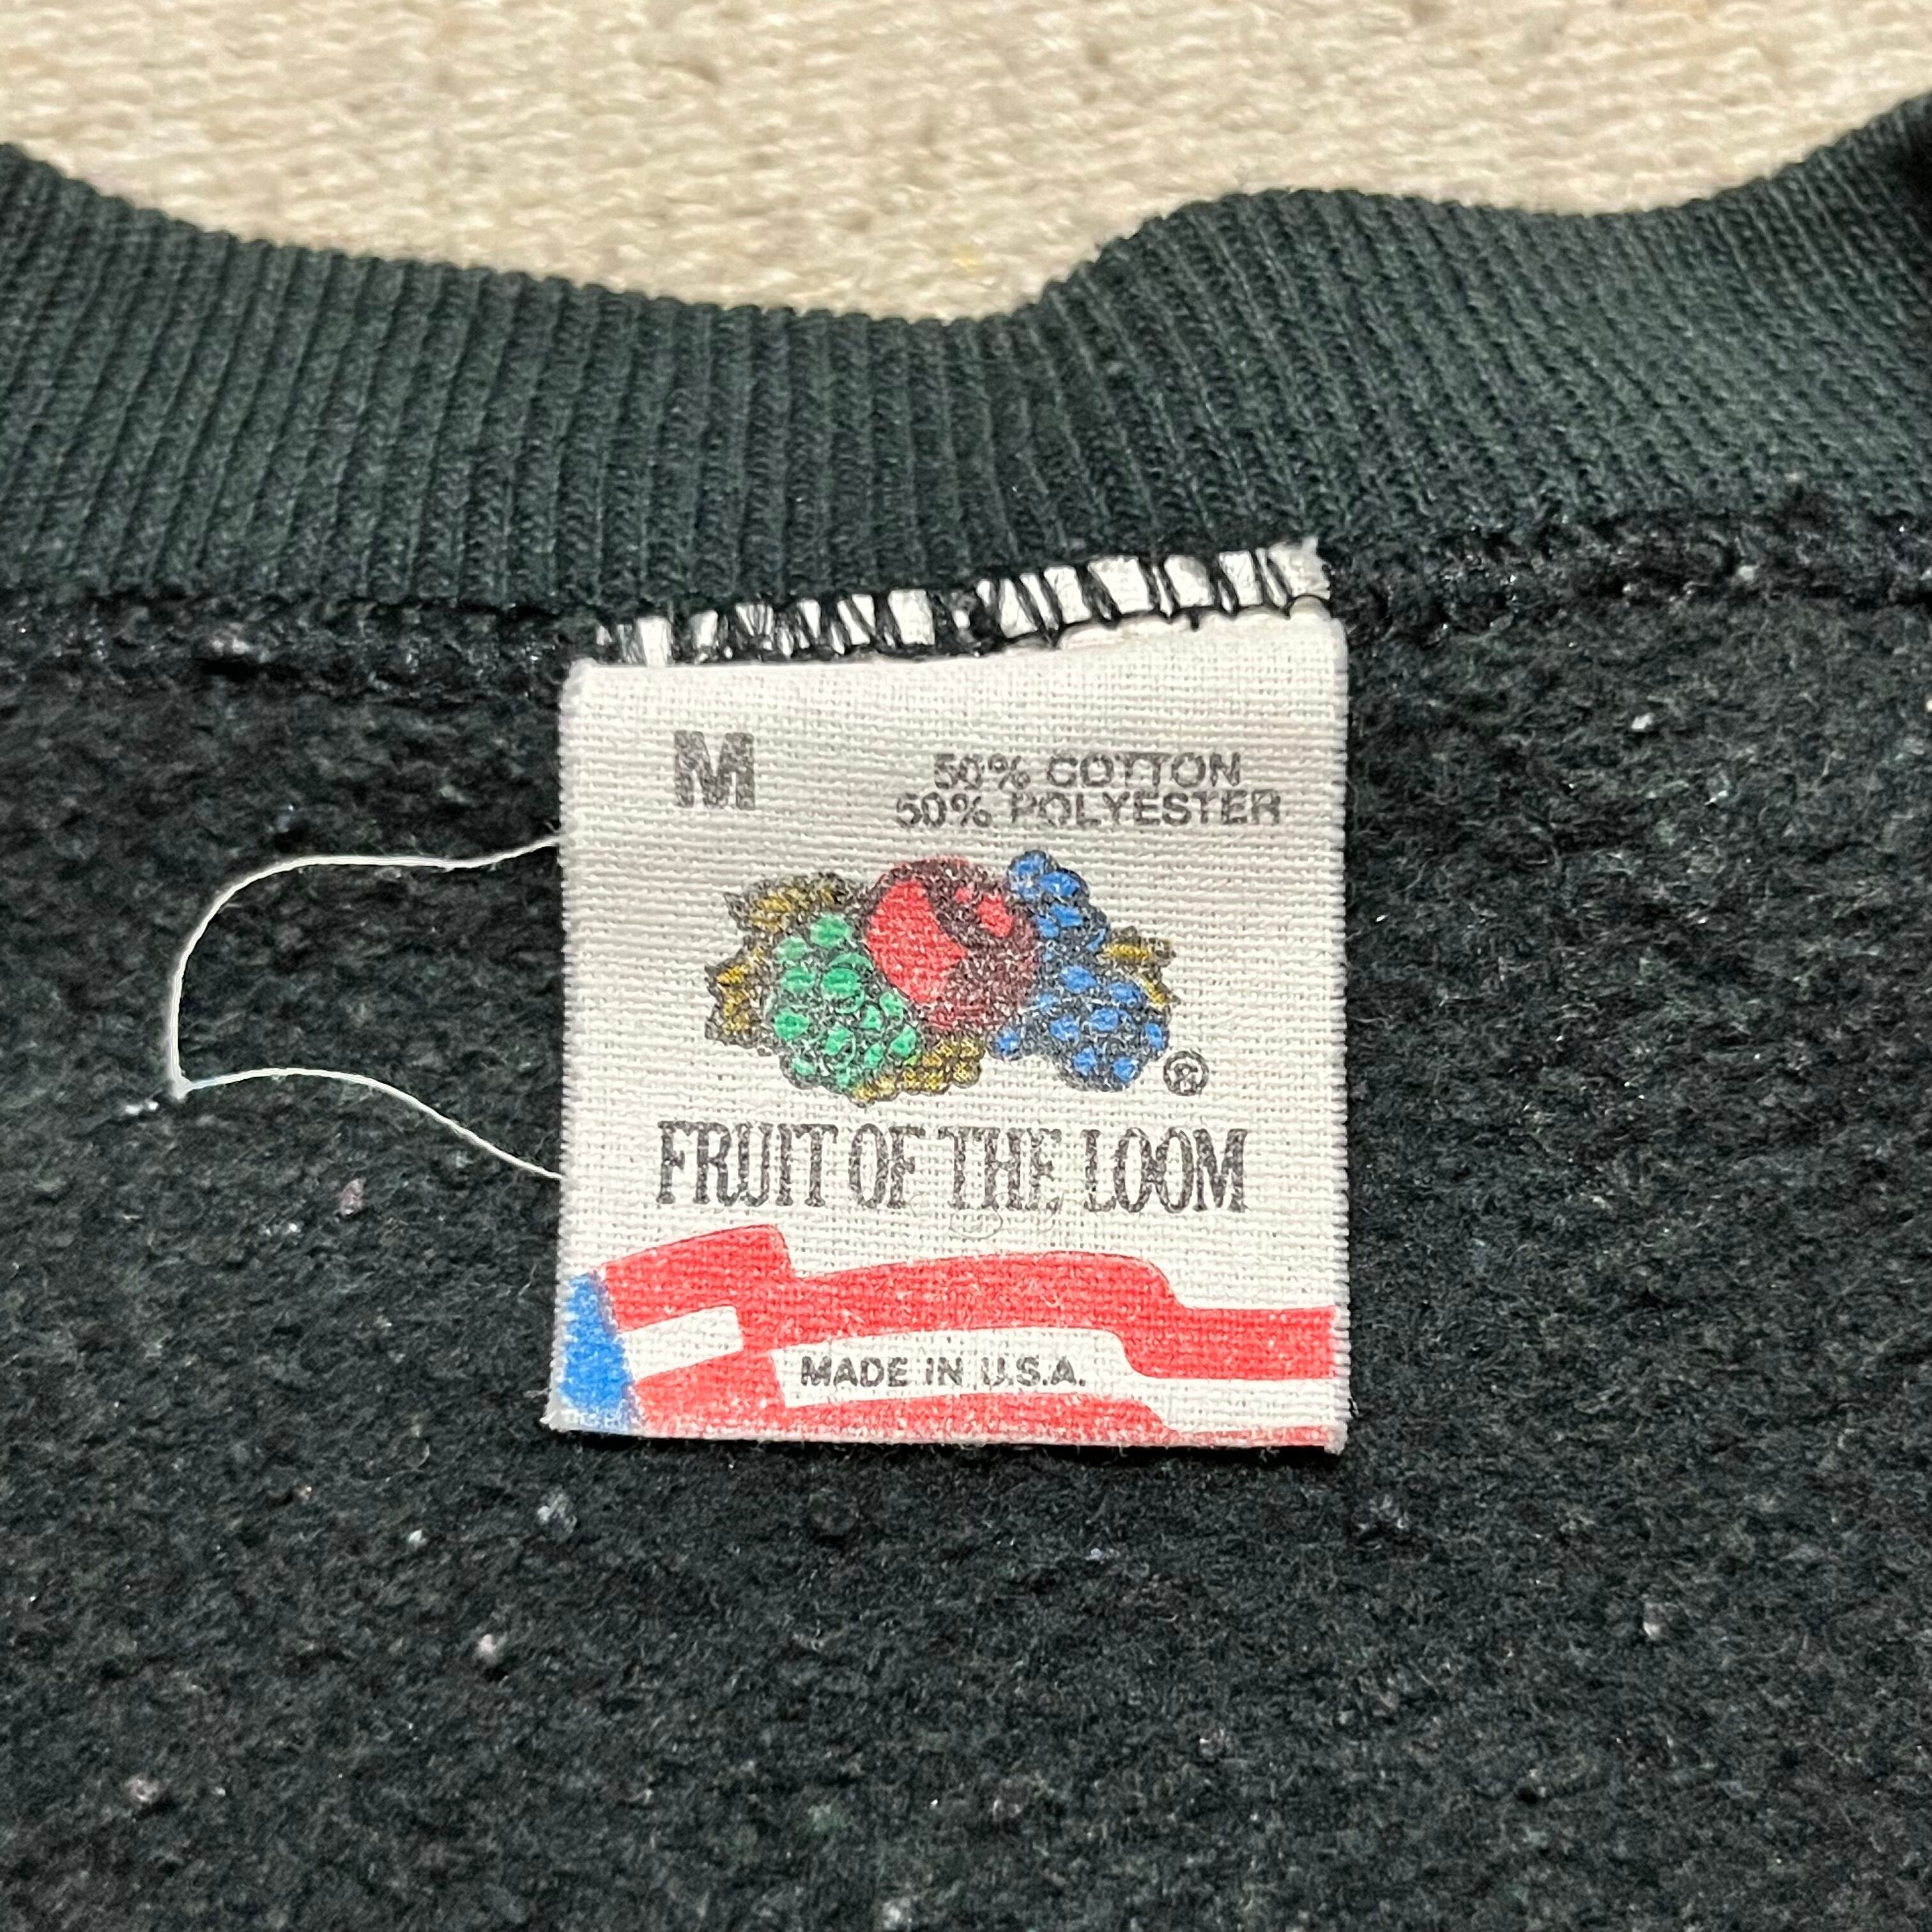 M
50% COTTON
50% POLYESTER
®
FRUIT OF THE LOOM
MADE IN U.S.A.